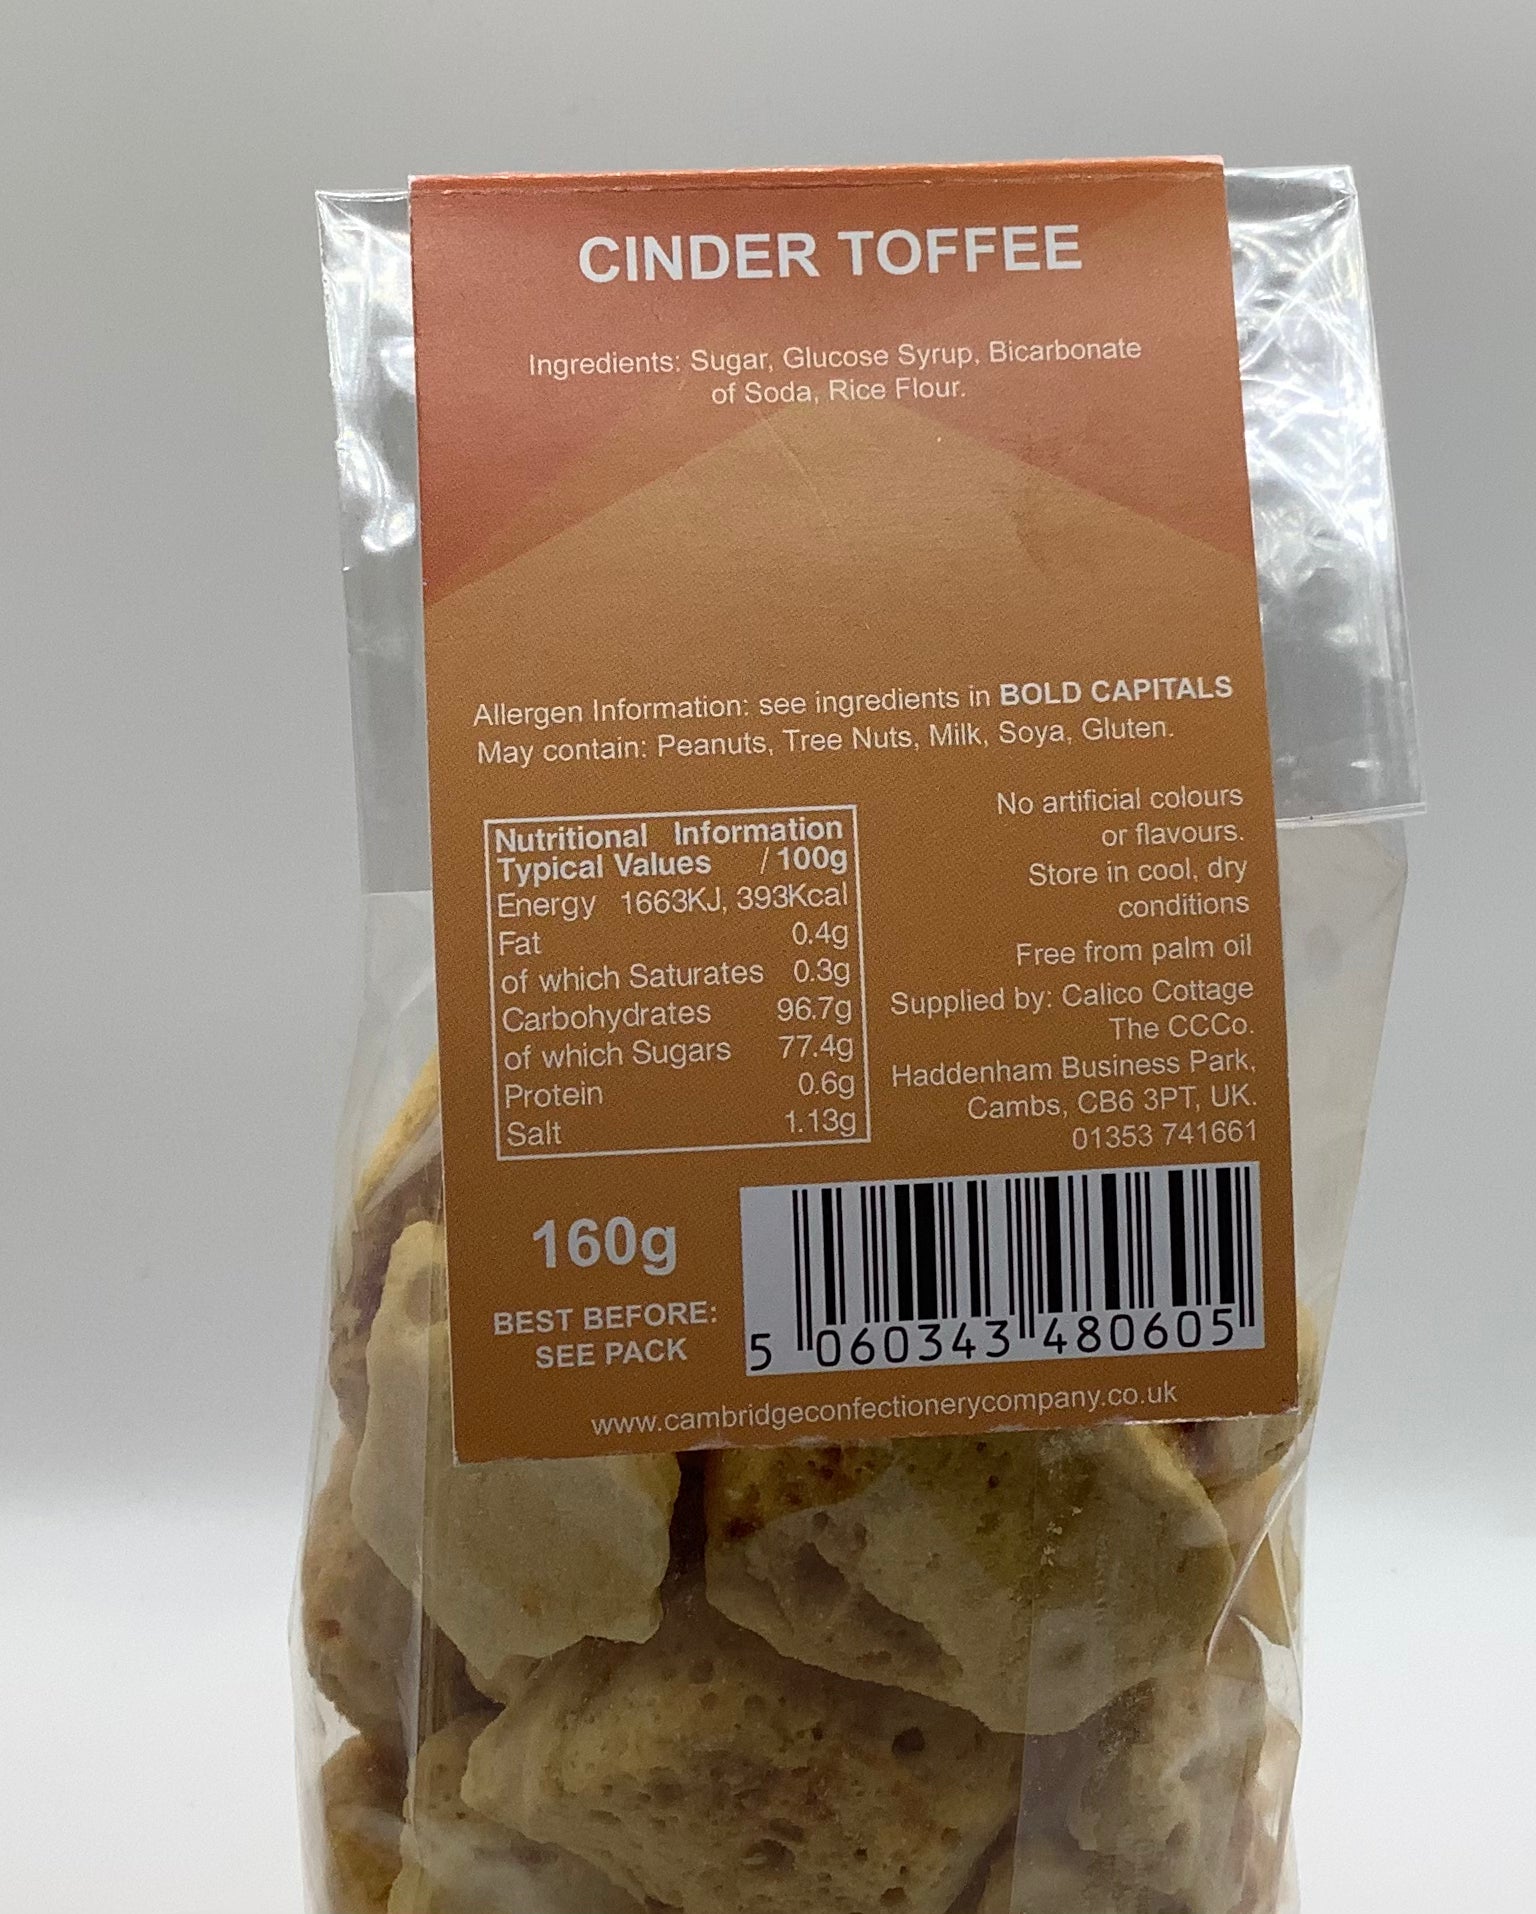 CINDER TOFFEE
Ingredients: Sugar, Glucose Syrup, Bicarbonate
of Soda, Rice Flour.
Allergen Information: see ingredients in BOLD CAPITALS
May contain: Peanuts, Tree Nuts, Milk, Soya, Gluten.
Nutritional Information
Typical Values / 100g
Energy 1663KJ, 393Kcal
Fat 0.4g
of which Saturates 0.3g
Carbohydrates 96.7g
of which Sugars 77.4g
Protein 0.6g
Salt 1.13g
No artificial colours
or flavours.
Store in cool, dry
conditions
Free from palm oil
Supplied by: Calico Cottage
The CCCo.
Haddenham Business Park,
Cambs, CB6 3PT, UK.
01353 741661
160g
BEST BEFORE:
SEE PACK
5 060343 480605
www.cambridgeconfectionerycompany.co.uk